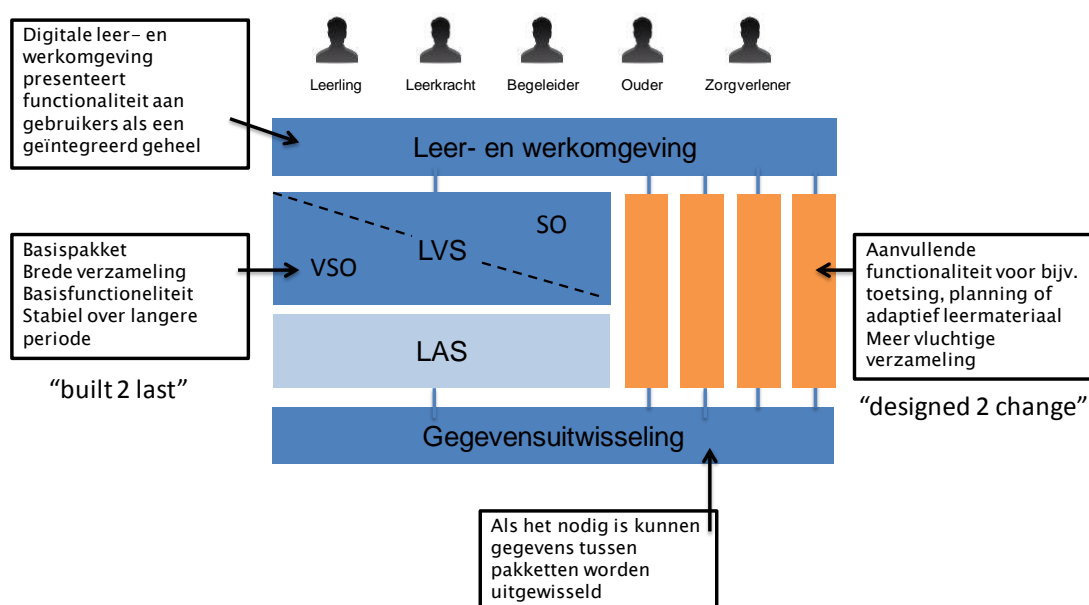 Digitale leer- en
werkomgeving
presenteert
functionaliteit aan
gebruikers als een
geïntegreerd geheel
Leerling
Leerkracht
Begeleider
Ouder
Zorgverlener
Leer- en werkomgeving
SO
LVS
VSO
LAS
Basispakket
Brede verzameling
Basisfunctioneliteit
Stabiel over langere
periode
"built 2 last"
Aanvullende
functionaliteit voor bijv.
toetsing, planning of
adaptief leermateriaal
Meer vluchtige
verzameling
"designed 2 change"
Gegevensuitwisseling
Als het nodig is kunnen
gegevens tussen
pakketten worden
uitgewisseld